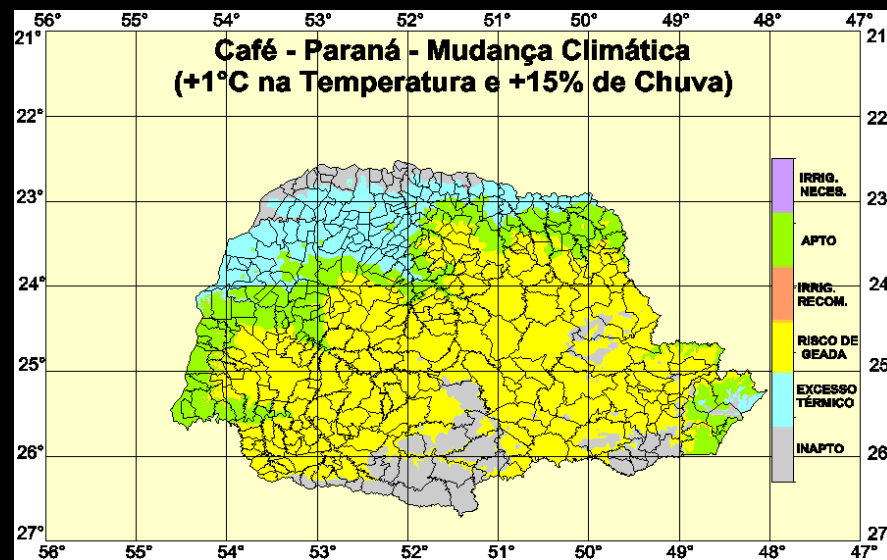 56° 55° 54° 53° 52° 51° 50° 49° 48° 47°
21° 21
Café - Paraná - Mudança Climática
(+1°C na Temperatura e +15% de Chuva)
22° 22
23° 23
24° 24
25° 25
26° 26
27° 27
IRRIG.
NECES.
APTO
IRRIG.
RECOM.
RISCO DE
GEADA
EXCESSO
TÉRMICO
INAPTO
56° 55° 54° 53° 52° 51° 50° 49° 48° 47°